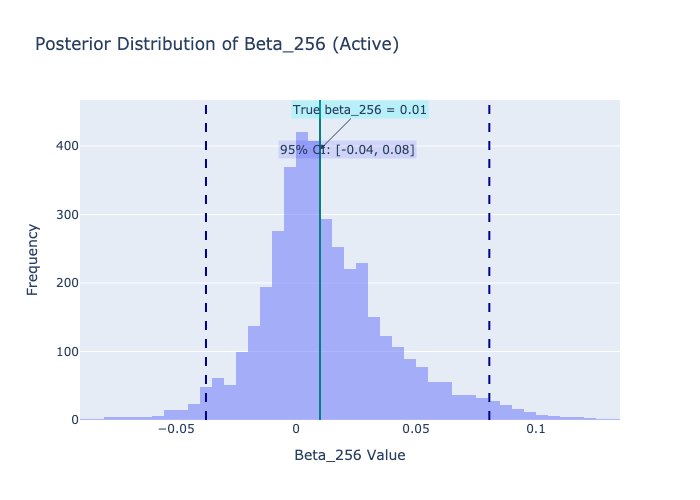 Posterior Distribution of Beta_256 (Active)
True beta_256 = 0.01
95% CI: [-0.04, 0.08]
400
300
200
100
0
Frequency
−0.05
0
0.05
0.1
Beta_256 Value